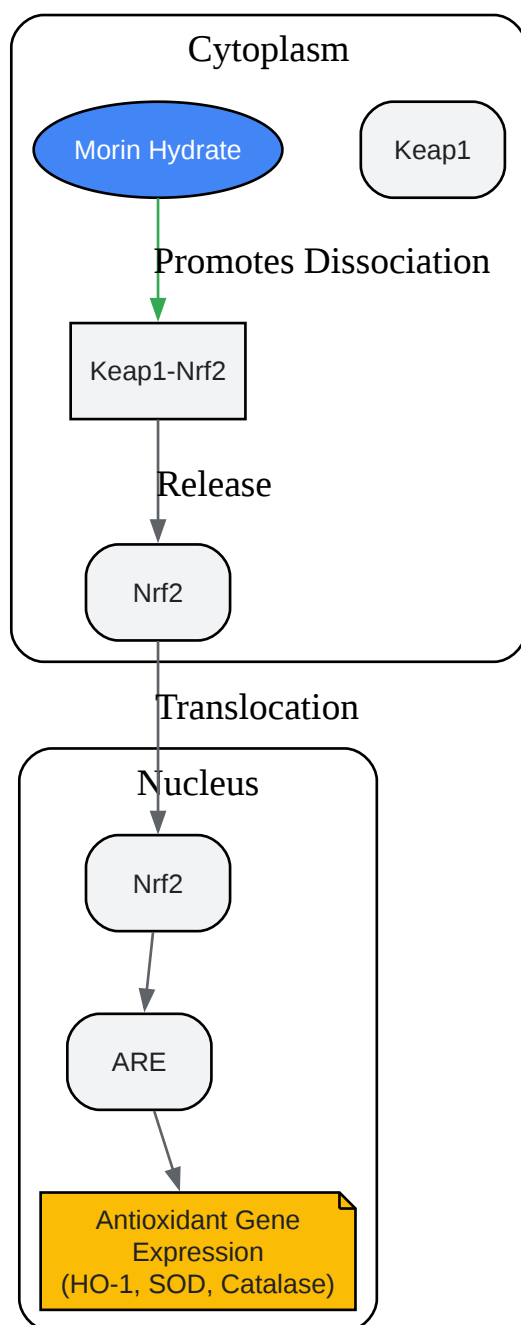 Cytoplasm
Morin Hydrate
Keap1
Promotes Dissociation
Keap1-Nrf2
Release
Nrf2
Translocation
Nucleus
Nrf2
ARE
Antioxidant Gene
Expression
(HO-1, SOD, Catalase)